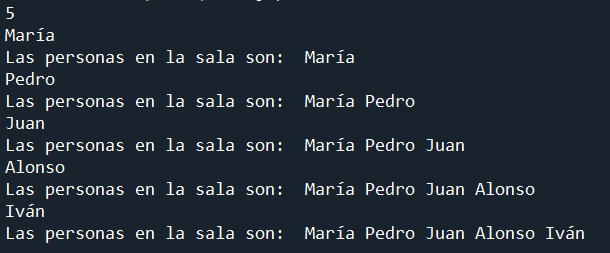 5
María
Las personas en la sala son:  María
Pedro
Las personas en la sala son:  María Pedro
Juan
Las personas en la sala son:  María Pedro Juan
Alonso
Las personas en la sala son:  María Pedro Juan Alonso
Iván
Las personas en la sala son:  María Pedro Juan Alonso Iván